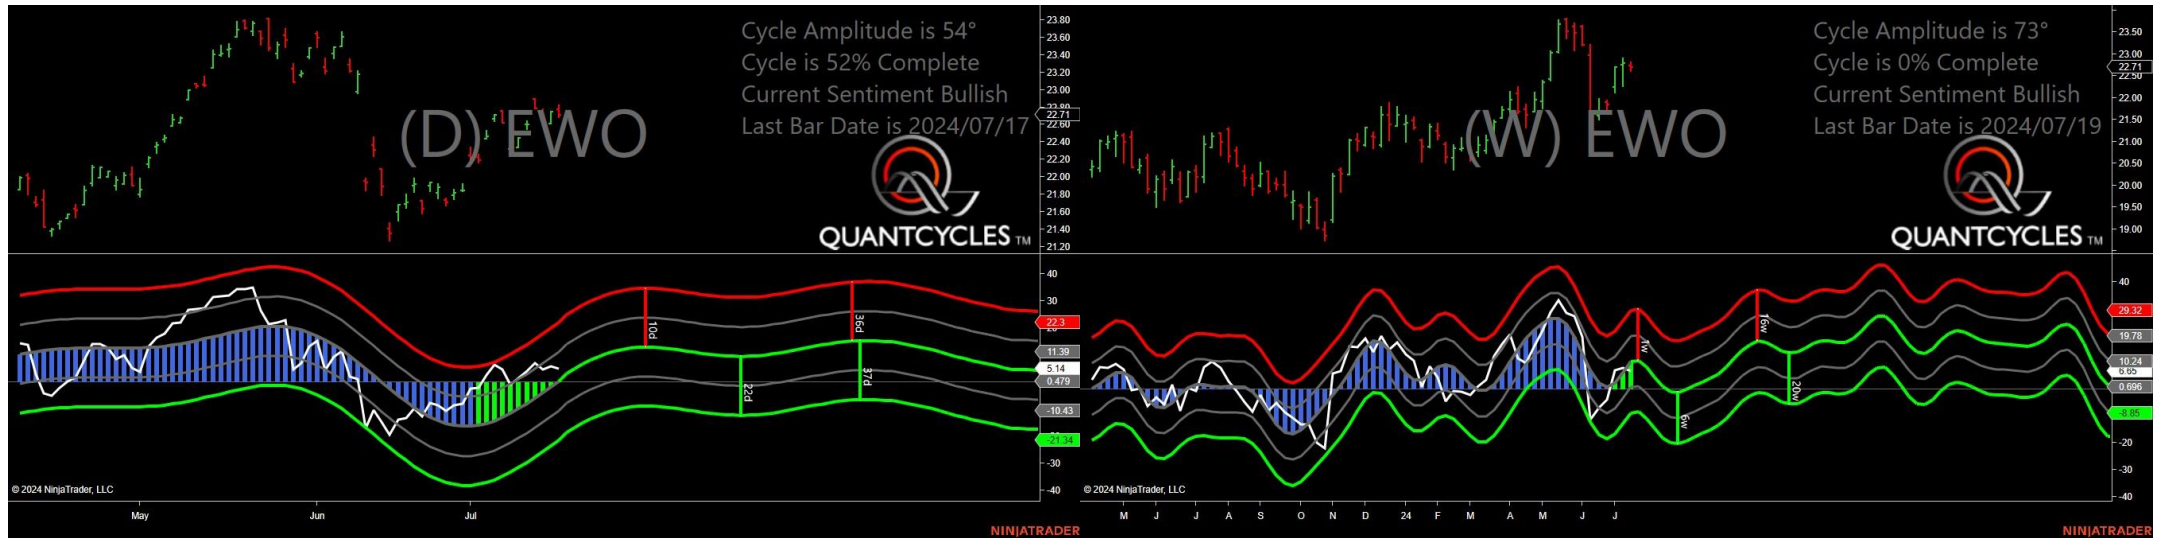 Cycle Amplitude is 54°
Cycle is 52% Complete
Current Sentiment Bullish
Last Bar Date is 2024/07/17
(D) EWO
QUANTCYCLES TM
23.80
23.60
23.40
23.20
23.00
22.80
22.71
22.60
22.40
22.20
22.00
21.80
21.60
21.40
21.20
40
30
22.3
11.39
5.14
0.479
-10.43
-21.34
-30
-40
10d
22d
36d
37d
© 2024 NinjaTrader, LLC
May Jun Jul
NINJATRADER
Cycle Amplitude is 73°
Cycle is 0% Complete
Current Sentiment Bullish
Last Bar Date is 2024/07/19
(W) EWO
QUANTCYCLES TM
23.50
23.00
22.71
22.50
22.00
21.50
21.00
20.50
20.00
19.50
19.00
40
29.32
19.78
10.24
6.65
0.696
-8.85
-20
-30
-40
1w
6w
16w
20w
© 2024 NinjaTrader, LLC
M J J A S O N D 24 F M A M J J
NINJATRADER